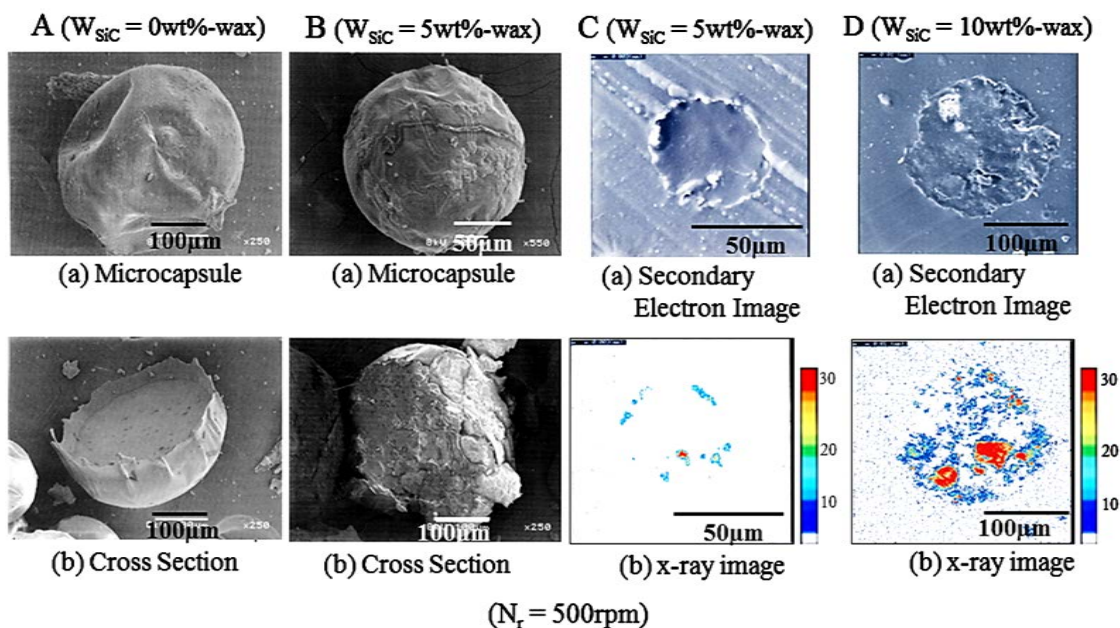 A (W_SiC = 0wt%-wax)
B (W_SiC = 5wt%-wax)
C (W_SiC = 5wt%-wax)
D (W_SiC = 10wt%-wax)
100μm
x250
50μm
x550
50μm
100μm
(a) Microcapsule
(a) Microcapsule
(a) Secondary
Electron Image
(a) Secondary
Electron Image
100μm
100μm
x250
50μm
30
20
10
100μm
30
20
10
(b) Cross Section
(b) Cross Section
(b) x-ray image
(b) x-ray image
(N_r = 500rpm)